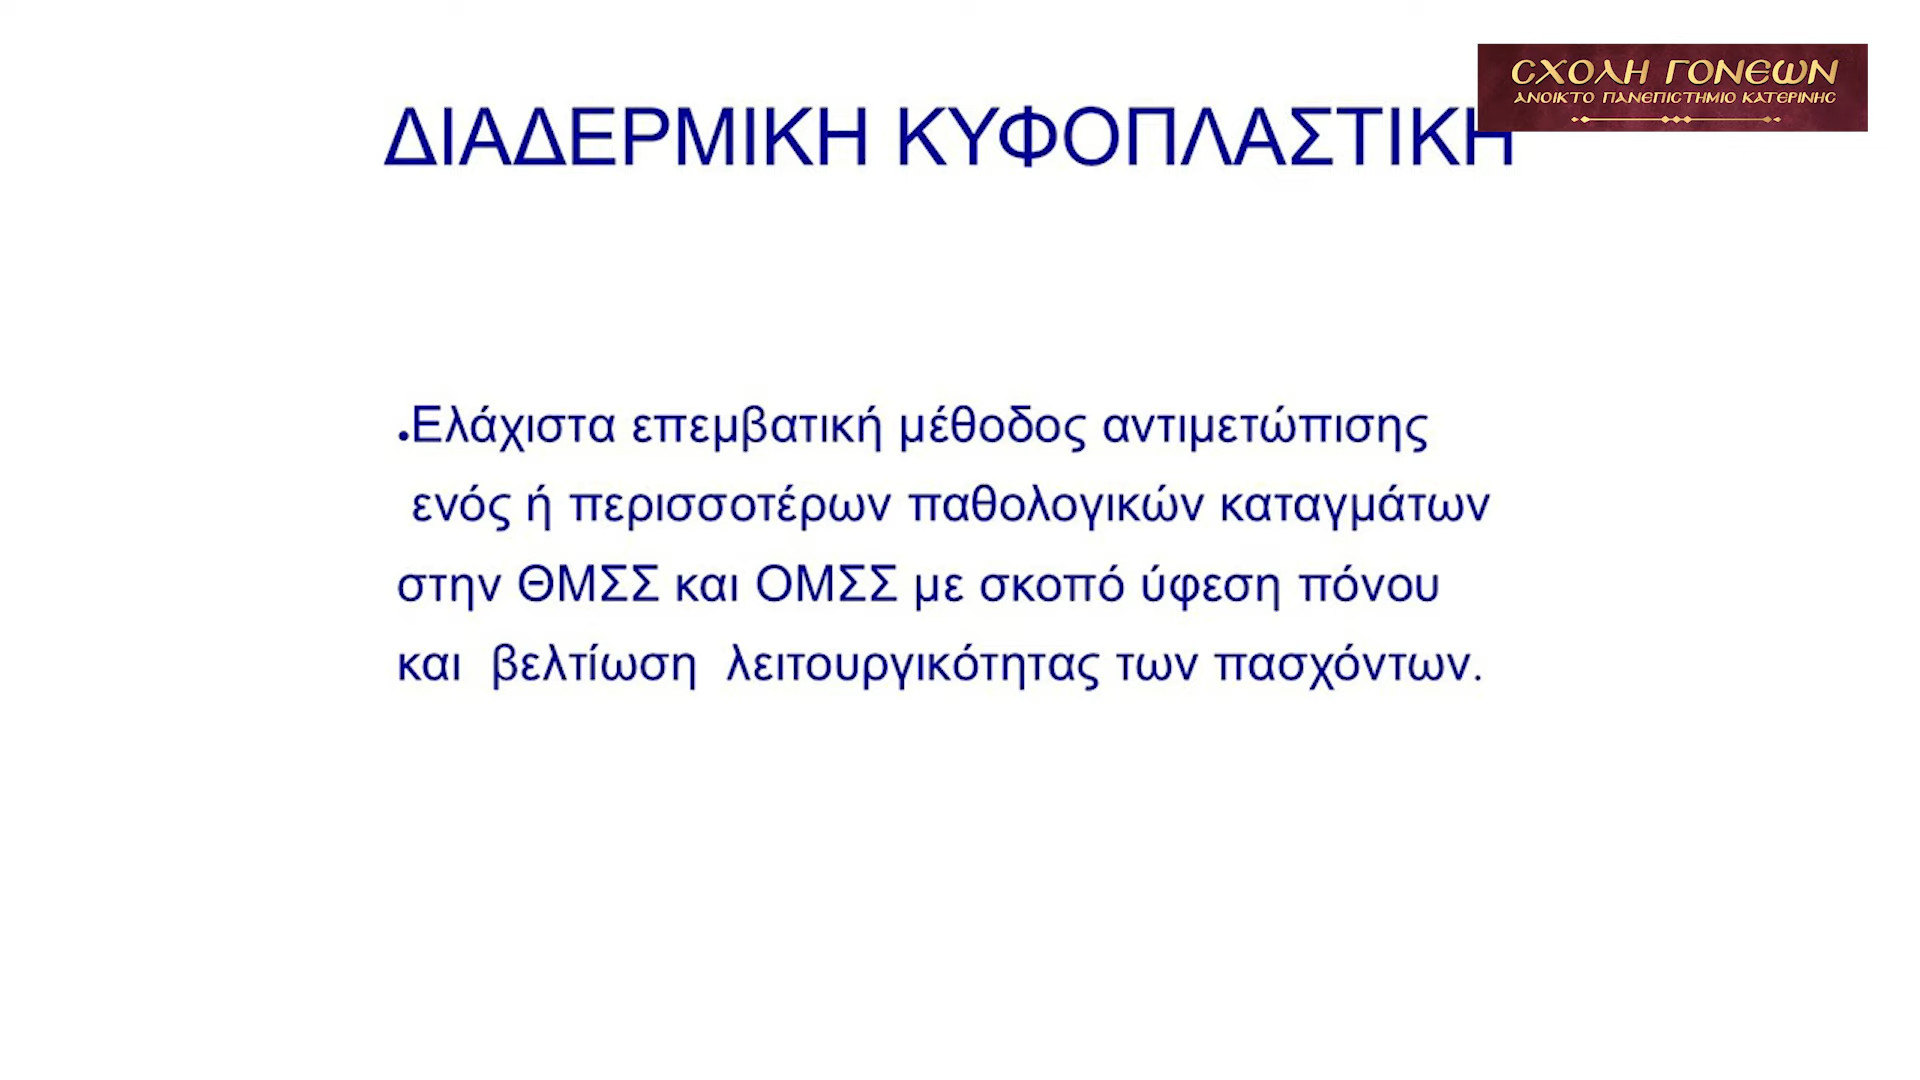 ΣΧΟΛΗ ΓΟΝΕΩΝ
ΑΝΟΙΚΤΟ ΠΑΝΕΠΙΣΤΗΜΙΟ ΚΑΤΕΡΙΝΗΣ
ΔΙΑΔΕΡΜΙΚΗ ΚΥΦΟΠΛΑΣΤΙΚΗ
•Ελάχιστα επεμβατική μέθοδος αντιμετώπισης
ενός ή περισσοτέρων παθολογικών καταγμάτων
στην ΘΜΣΣ και ΟΜΣΣ με σκοπό ύφεση πόνου
και βελτίωση λειτουργικότητας των πασχόντων.